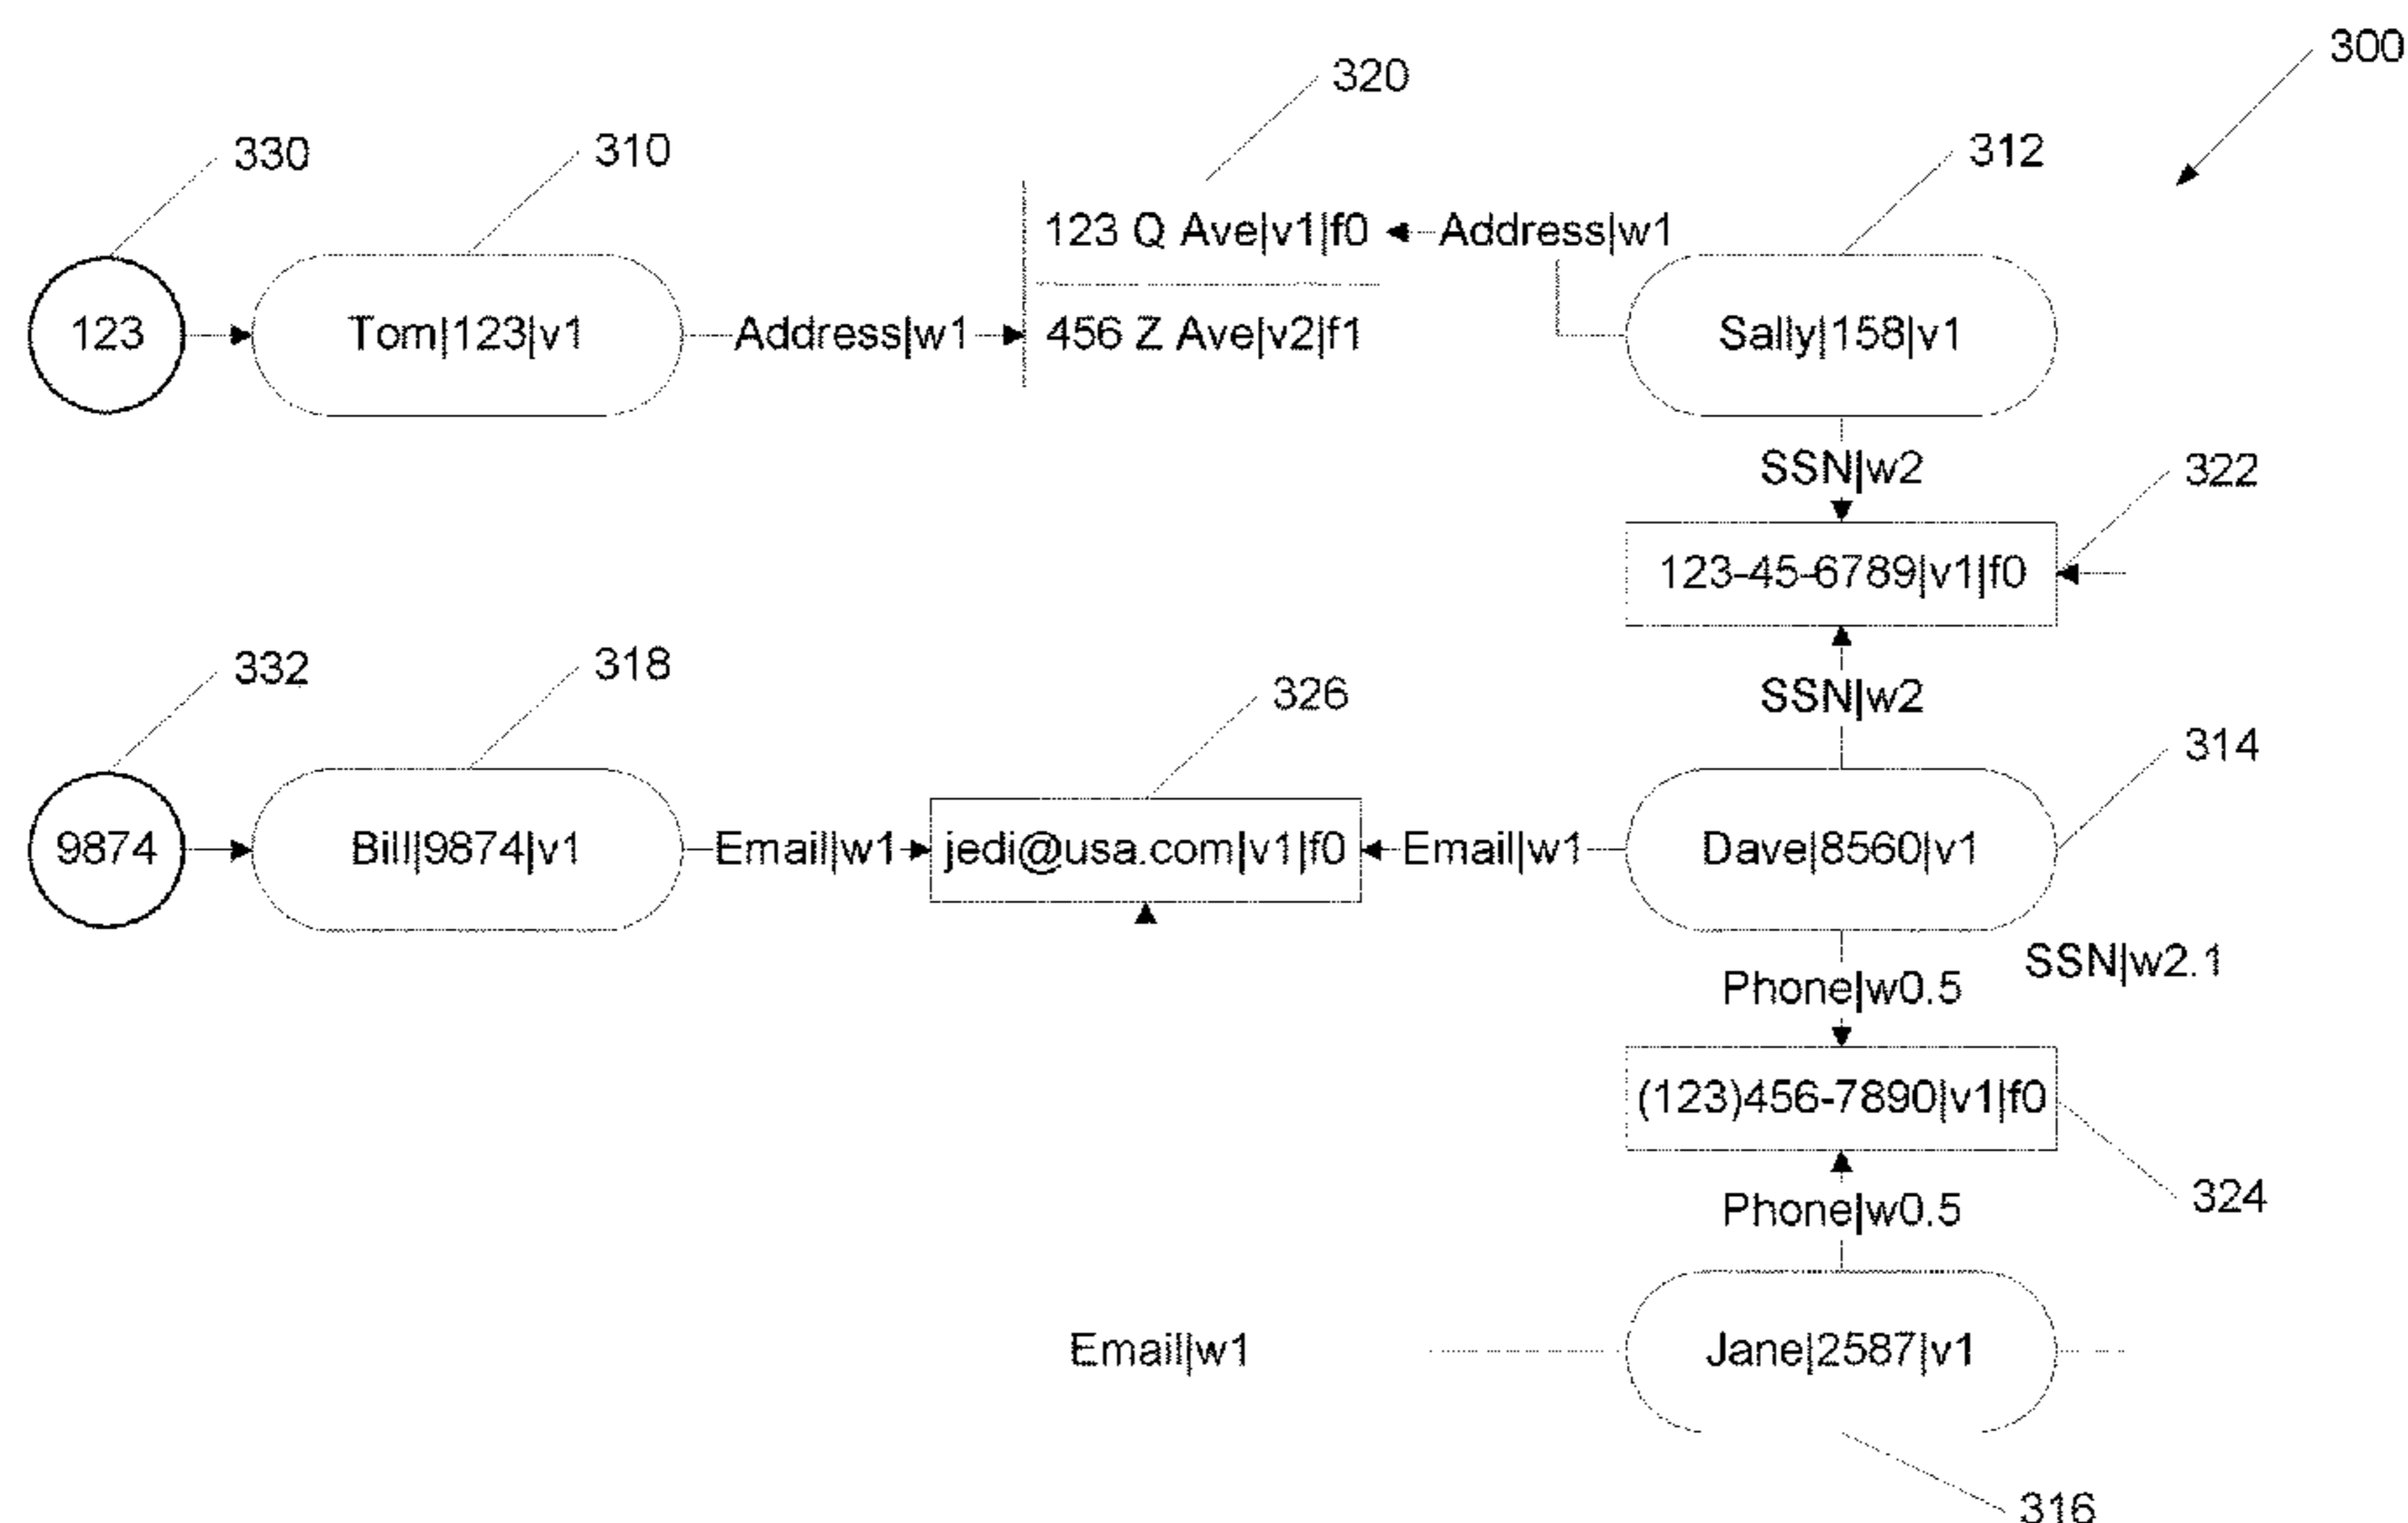 300
320
330
310
312
123 Q Ave|v1|f0
Address|w1
123
Tom|123|v1
Address|w1
456 Z Ave|v2|f1
Sally|158|v1
SSN|w2
322
123-45-6789|v1|f0
332
318
326
SSN|w2
314
9874
Bill|9874|v1
Email|w1
jedi@usa.com|v1|f0
Email|w1
Dave|8560|v1
SSN|w2.1
Phone|w0.5
(123)456-7890|v1|f0
324
Phone|w0.5
Email|w1
Jane|2587|v1
316